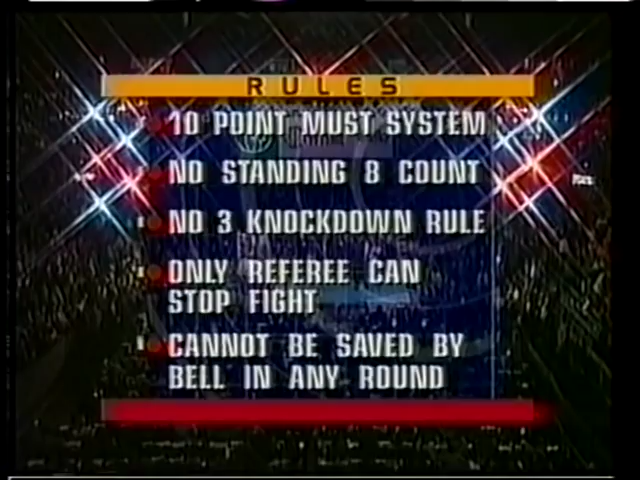 RULES
10 POINT MUST SYSTEM
NO STANDING 8 COUNT
NO 3 KNOCKDOWN RULE
ONLY REFEREE CAN
STOP FIGHT
CANNOT BE SAVED BY
BELL IN ANY ROUND